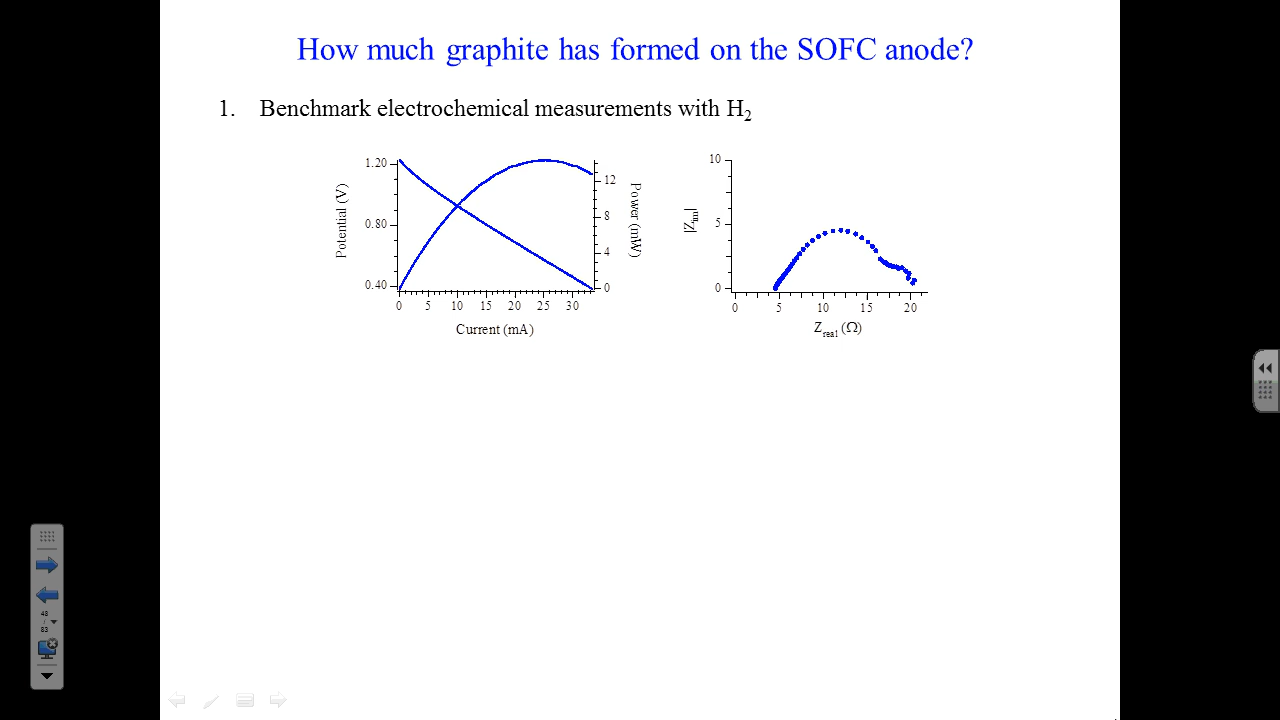 How much graphite has formed on the SOFC anode?
1. Benchmark electrochemical measurements with H2
1.20
0.80
0.40
Potential (V)
12
8
4
0
Power (mW)
0 5 10 15 20 25 30
Current (mA)
10
5
0
|Zim|
0 5 10 15 20
Zreal (Ω)
48
/
83